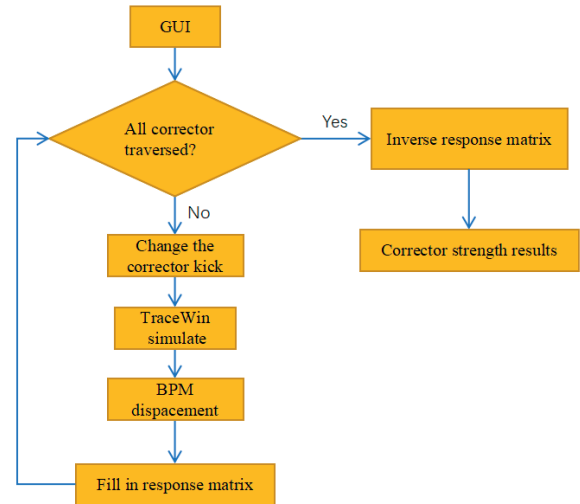 GUI
All corrector
traversed?
Yes
Inverse response matrix
Corrector strength results
No
Change the
corrector kick
TraceWin
simulate
BPM
dispacement
Fill in response matrix